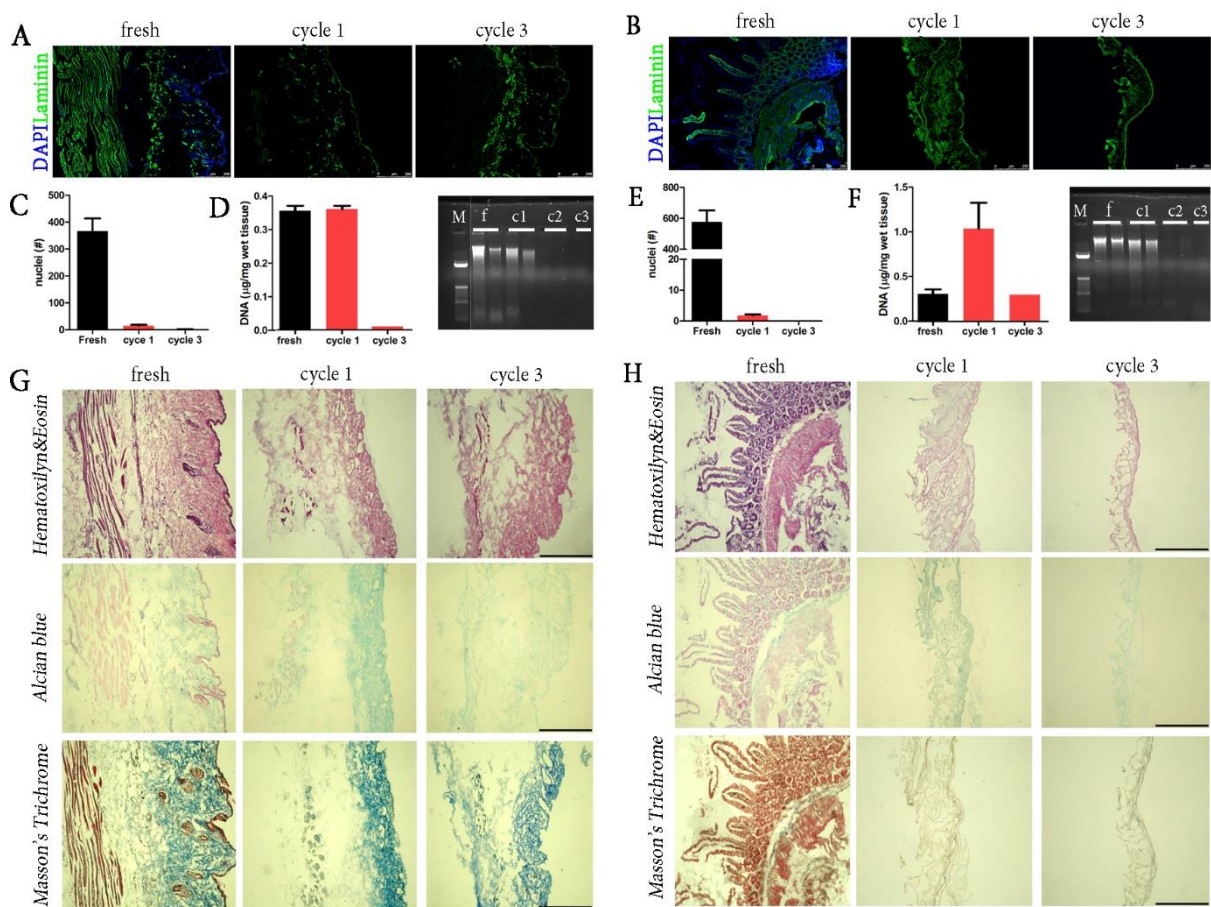 A
fresh
cycle 1
cycle 3
DAPILaminin
B
fresh
cycle 1
cycle 3
DAPILaminin
C
nuclei (#)
500
400
300
200
100
0
Fresh
cyce 1
cycle 3
D
DNA (µg/mg wet tissue)
0.4
0.3
0.2
0.1
0.0
fresh
cycle 1
cycle 3
M
f
c1
c2
c3
E
nuclei (#)
800
600
400
20
10
0
Fresh
cycle 1
cycle 3
F
DNA (µg/mg wet tissue)
1.5
1.0
0.5
0.0
fresh
cycle 1
cycle 3
M
f
c1
c2
c3
G
fresh
cycle 1
cycle 3
Hematoxilyn&Eosin
Alcian blue
Masson's Trichrome
H
fresh
cycle 1
cycle 3
Hematoxilyn&Eosin
Alcian blue
Masson's Trichrome